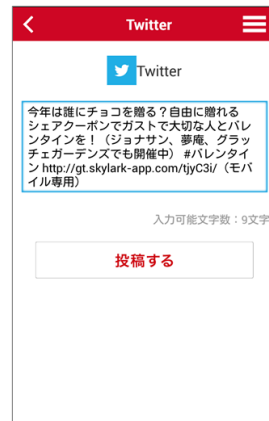 Twitter
Twitter
今年は誰にチョコを贈る？自由に贈れる
シェアクーポンでガストで大切な人とバレ
ンタインを！（ジョナサン、夢庵、グラッ
チェガーデンズでも開催中） #バレンタイ
ン http://gt.skylark-app.com/tjyC3i/（モバ
イル専用）
入力可能文字数：9文字
投稿する